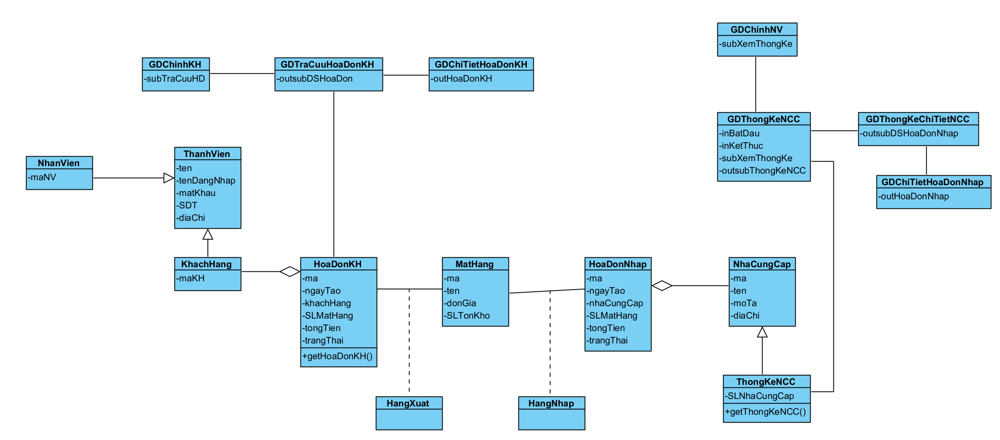 GDChinhNV
-subXemThongKe
GDChinhKH
-subTraCuuHD
GDTraCuuHoaDonKH
-outsubDSHoaDon
GDChiTietHoaDonKH
-outHoaDonKH
GDThongKeNCC
-inBatDau
-inKetThuc
-subXemThongKe
-outsubThongKeNCC
GDThongKeChiTietNCC
-outsubDSHoaDonNhap
GDChiTietHoaDonNhap
-outHoaDonNhap
NhanVien
-maNV
ThanhVien
-ten
-tenDangNhap
-matKhau
-SDT
-diaChi
KhachHang
-maKH
HoaDonKH
-ma
-ngayTao
-khachHang
-SLMatHang
-tongTien
-trangThai
+getHoaDonKH()
MatHang
-ma
-ten
-donGia
-SLTonKho
HoaDonNhap
-ma
-ngayTao
-nhaCungCap
-SLMatHang
-tongTien
-trangThai
NhaCungCap
-ma
-ten
-moTa
-diaChi
ThongKeNCC
-SLNhaCungCap
+getThongKeNCC()
HangXuat
HangNhap